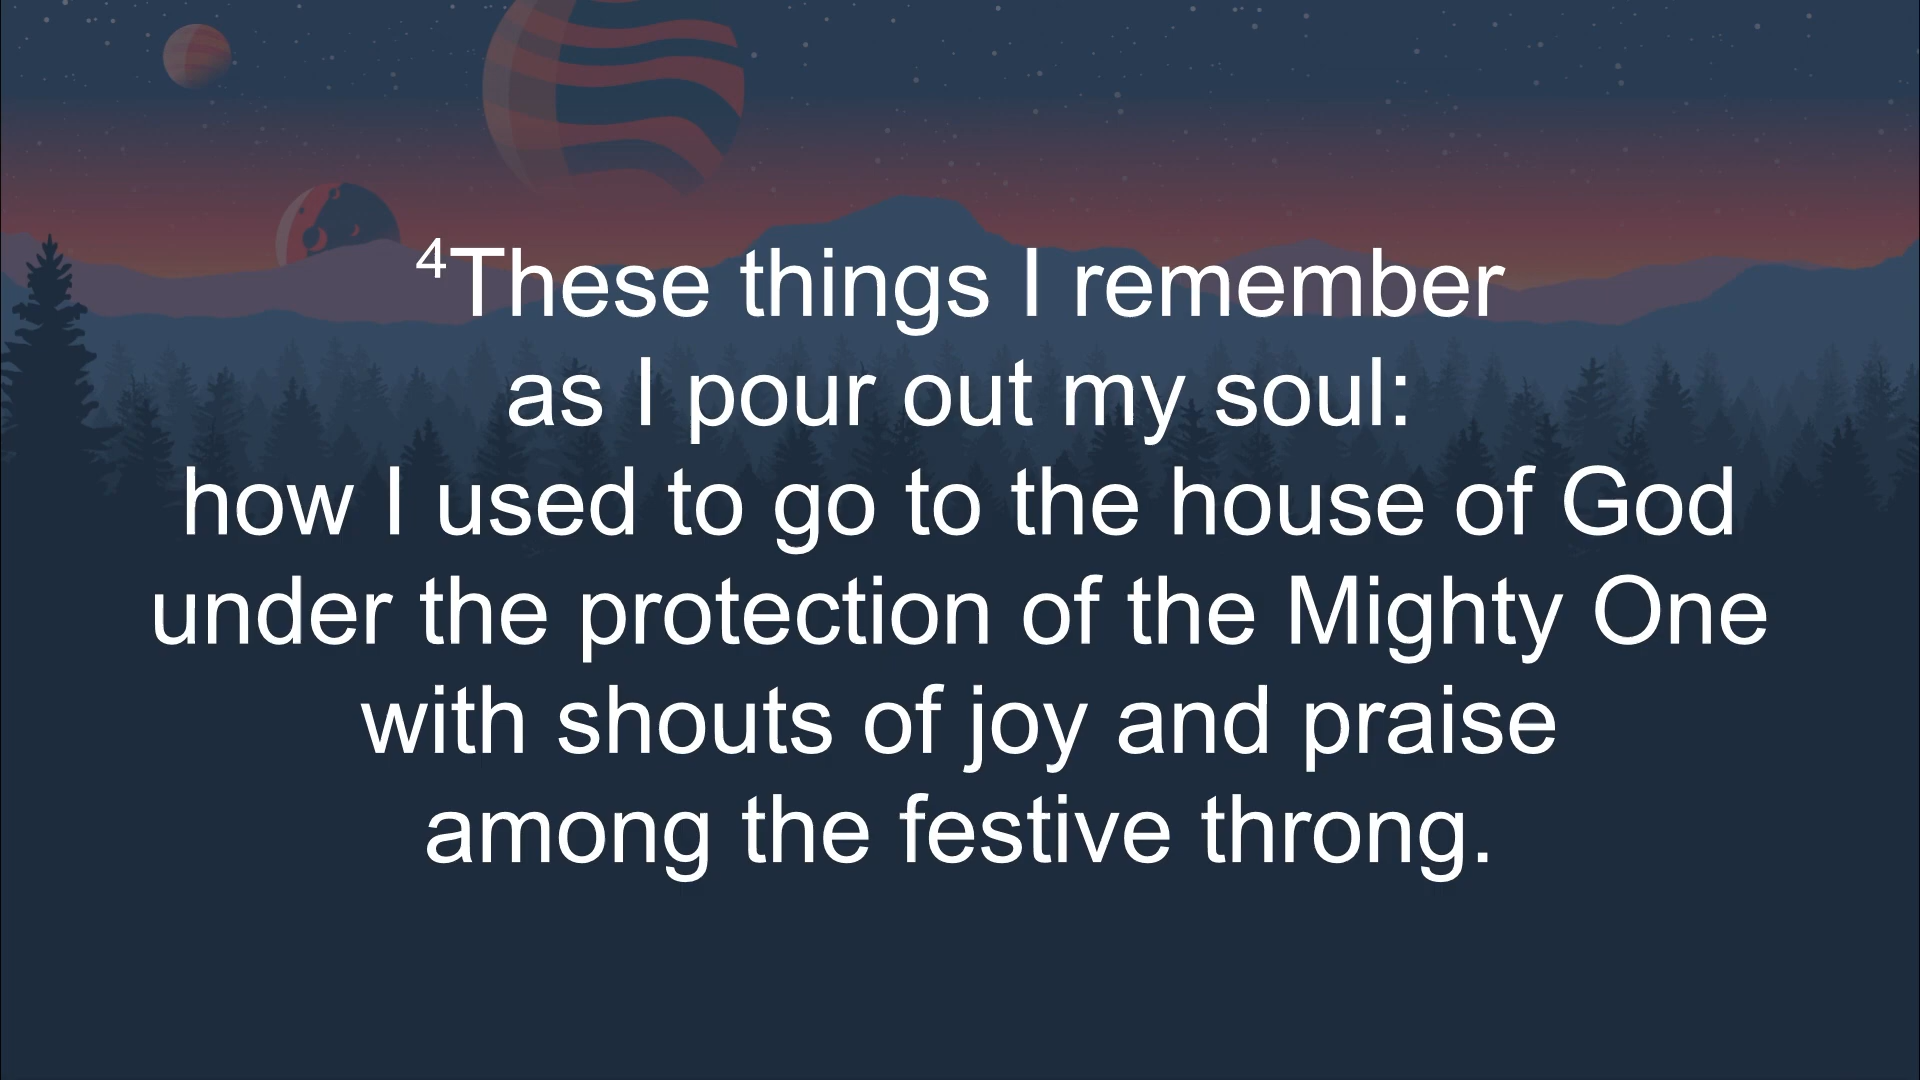 ⁴These things I remember
as I pour out my soul:
how I used to go to the house of God
under the protection of the Mighty One
with shouts of joy and praise
among the festive throng.